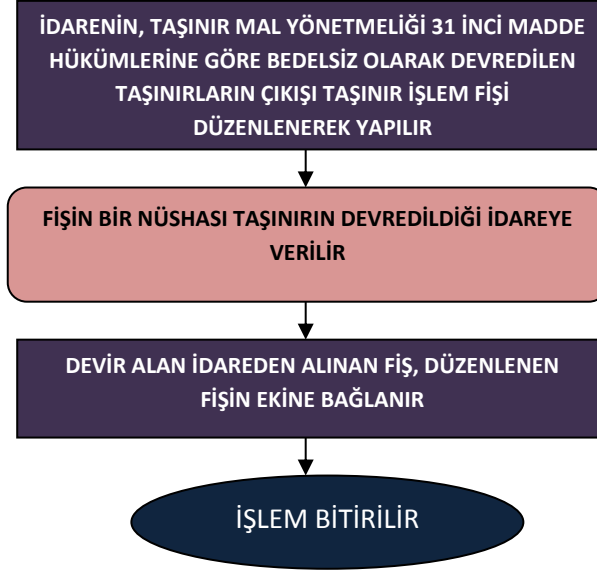 İDARENİN, TAŞINIR MAL YÖNETMELİĞİ 31 İNCİ MADDE
HÜKÜMLERİNE GÖRE BEDELSİZ OLARAK DEVREDİLEN
TAŞINIRLARIN ÇIKIŞI TAŞINIR İŞLEM FİŞİ
DÜZENLENEREK YAPILIR
FİŞİN BİR NÜSHASI TAŞINIRIN DEVREDİLDİĞİ İDAREYE
VERİLİR
DEVİR ALAN İDAREDEN ALINAN FİŞ, DÜZENLENEN
FİŞİN EKİNE BAĞLANIR
İŞLEM BİTİRİLİR